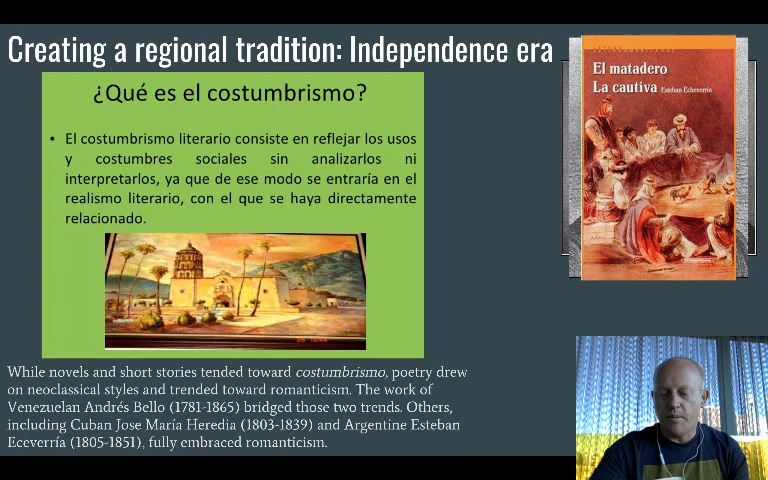 Creating a regional tradition: Independence era
¿Qué es el costumbrismo?
• El costumbrismo literario consiste en reflejar los usos
y costumbres sociales sin analizarlos ni
interpretarlos, ya que de ese modo se entraría en el
realismo literario, con el que se haya directamente
relacionado.
El matadero
La cautiva Esteban Echeverría
While novels and short stories tended toward costumbrismo, poetry drew
on neoclassical styles and trended toward romanticism. The work of
Venezuelan Andrés Bello (1781-1865) bridged those two trends. Others,
including Cuban Jose María Heredia (1803-1839) and Argentine Esteban
Eceverría (1805-1851), fully embraced romanticism.